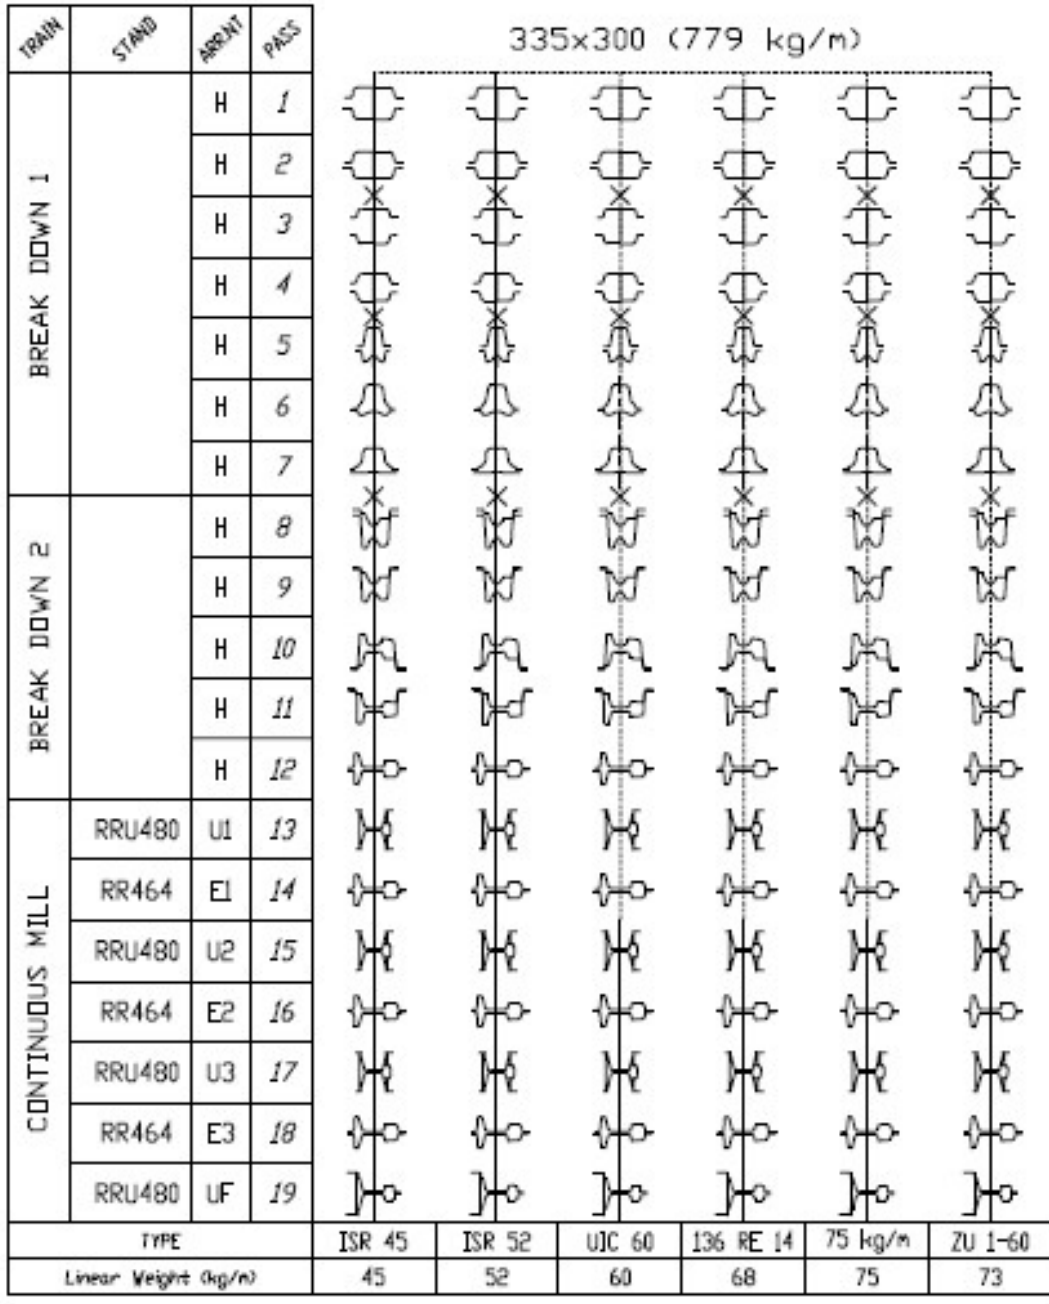 TRAIN STAND ARR.NT PASS 335x300 (779 kg/m)
BREAK DOWN 1
H 1
H 2
H 3
H 4
H 5
H 6
H 7
BREAK DOWN 2
H 8
H 9
H 10
H 11
H 12
CONTINUOUS MILL
RRU480 U1 13
RR464 E1 14
RRU480 U2 15
RR464 E2 16
RRU480 U3 17
RR464 E3 18
RRU480 UF 19
TYPE ISR 45 ISR 52 UIC 60 136 RE 14 75 kg/m ZU 1-60
Linear Weight (kg/m) 45 52 60 68 75 73